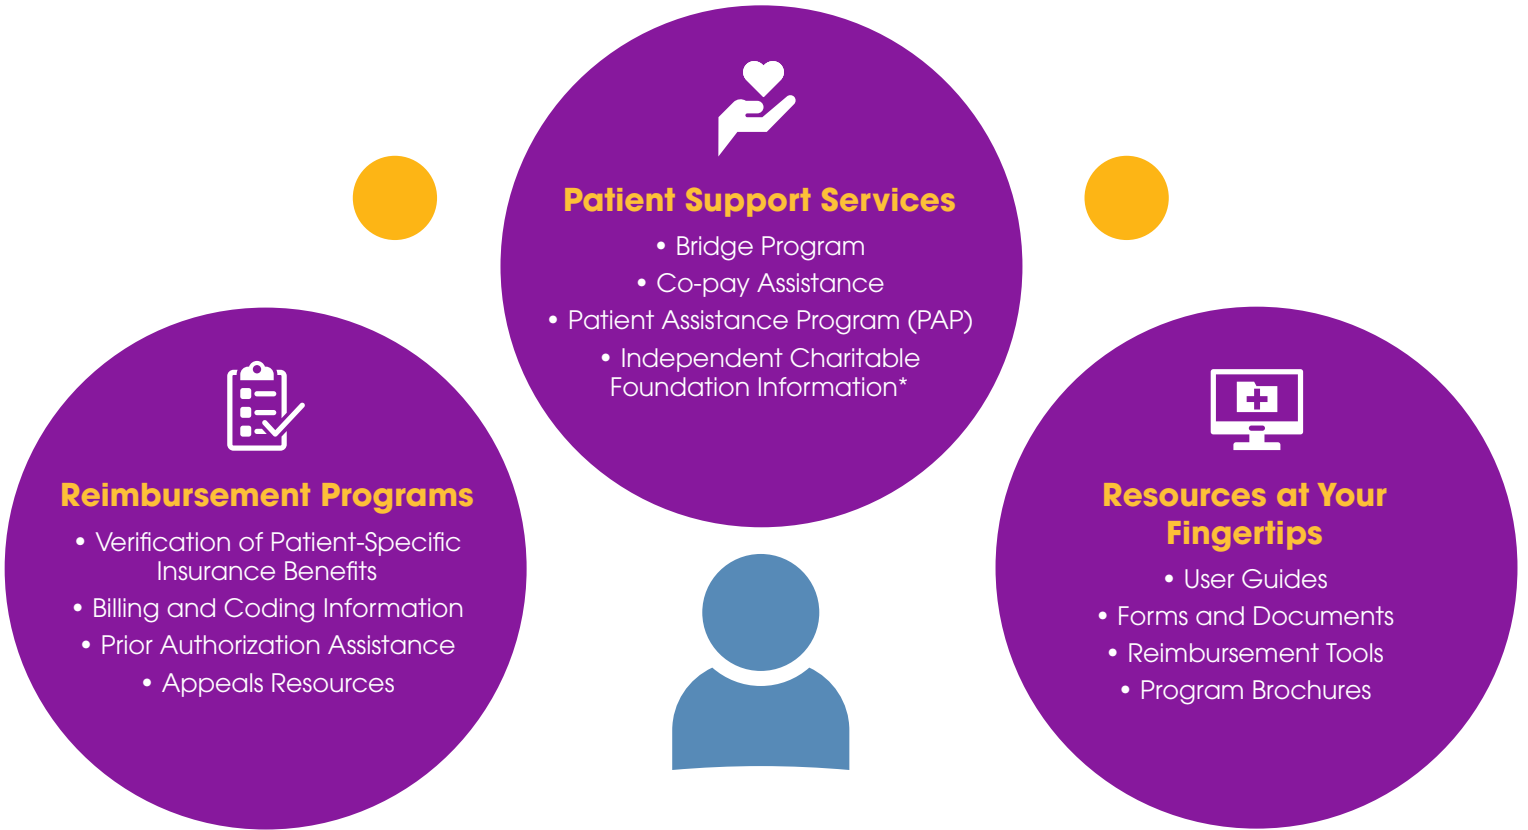 Patient Support Services
• Bridge Program
• Co-pay Assistance
• Patient Assistance Program (PAP)
• Independent Charitable
Foundation Information*
Reimbursement Programs
• Verification of Patient-Specific
Insurance Benefits
• Billing and Coding Information
• Prior Authorization Assistance
• Appeals Resources
Resources at Your
Fingertips
• User Guides
• Forms and Documents
• Reimbursement Tools
• Program Brochures